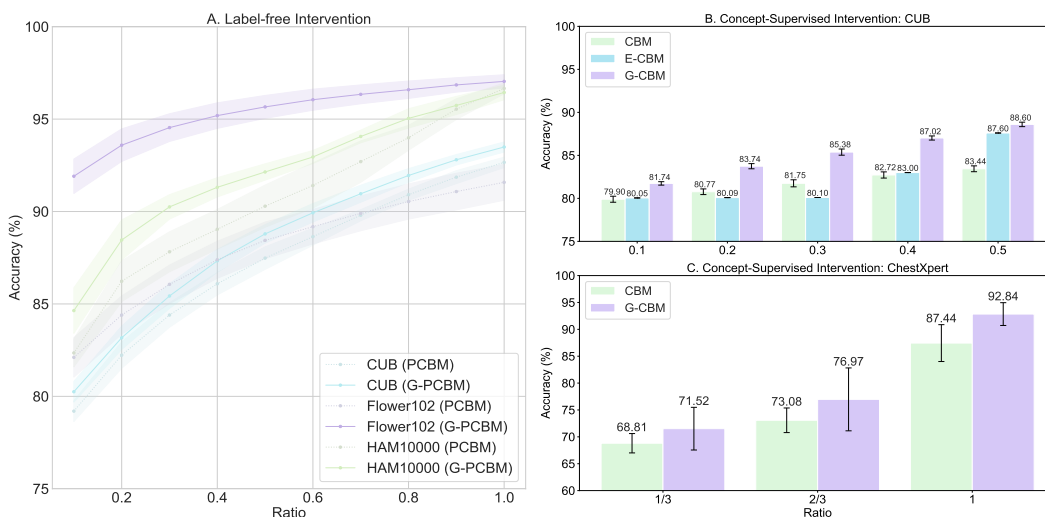 A. Label-free Intervention
100
95
90
85
80
75
Accuracy (%)
0.2
0.4
0.6
0.8
1.0
Ratio
CUB (PCBM)
CUB (G-PCBM)
Flower102 (PCBM)
Flower102 (G-PCBM)
HAM10000 (PCBM)
HAM10000 (G-PCBM)
B. Concept-Supervised Intervention: CUB
100
95
90
85
80
75
Accuracy (%)
CBM
E-CBM
G-CBM
79.90 80.05 81.74
80.77 80.09 83.74
81.75 80.10 85.38
82.72 83.00 87.02
83.44 87.60 88.60
0.1
0.2
0.3
0.4
0.5
C. Concept-Supervised Intervention: ChestXpert
100
95
90
85
80
75
70
65
60
Accuracy (%)
CBM
G-CBM
68.81 71.52
73.08 76.97
87.44 92.84
1/3
2/3
1
Ratio